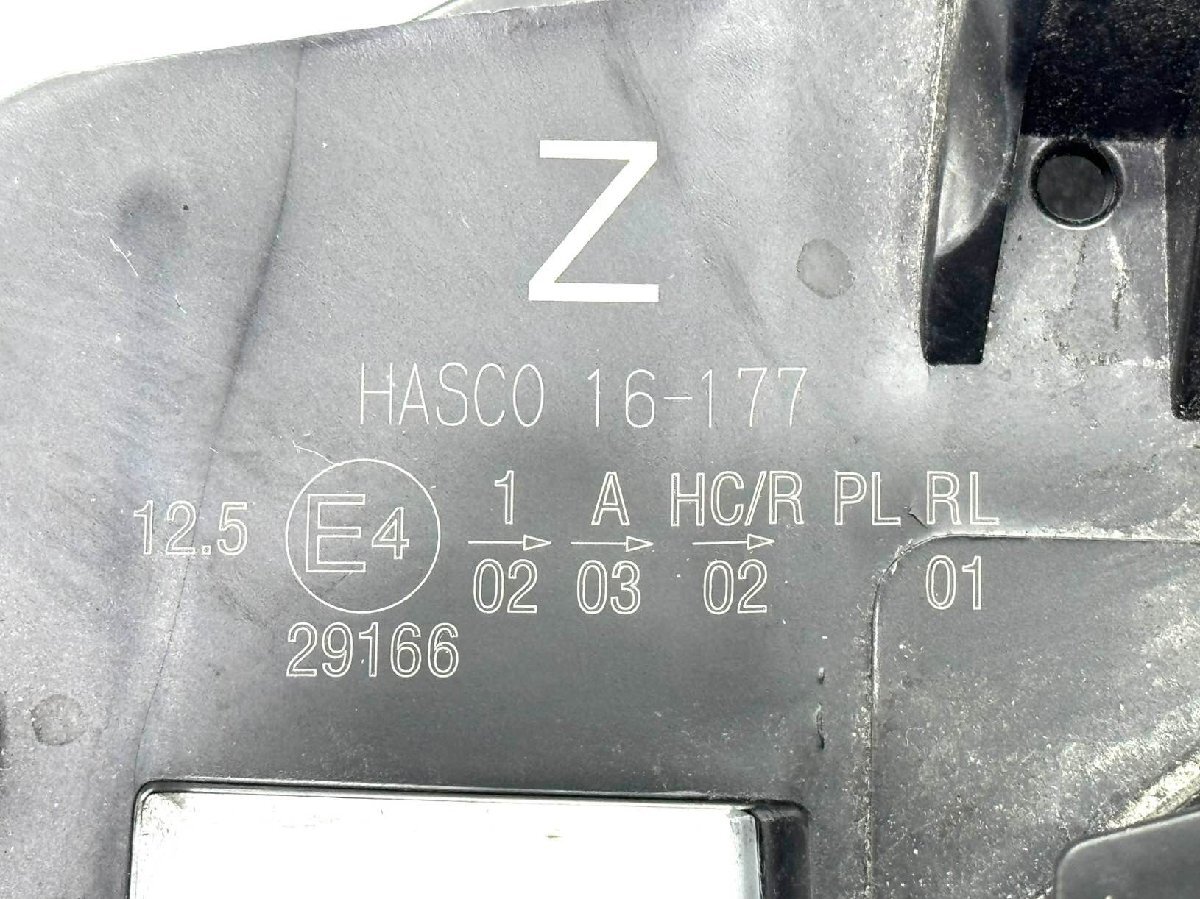 Z
HASCO 16-177
12.5 E4 1 A HC/R PL RL
02 03 02 01
29166